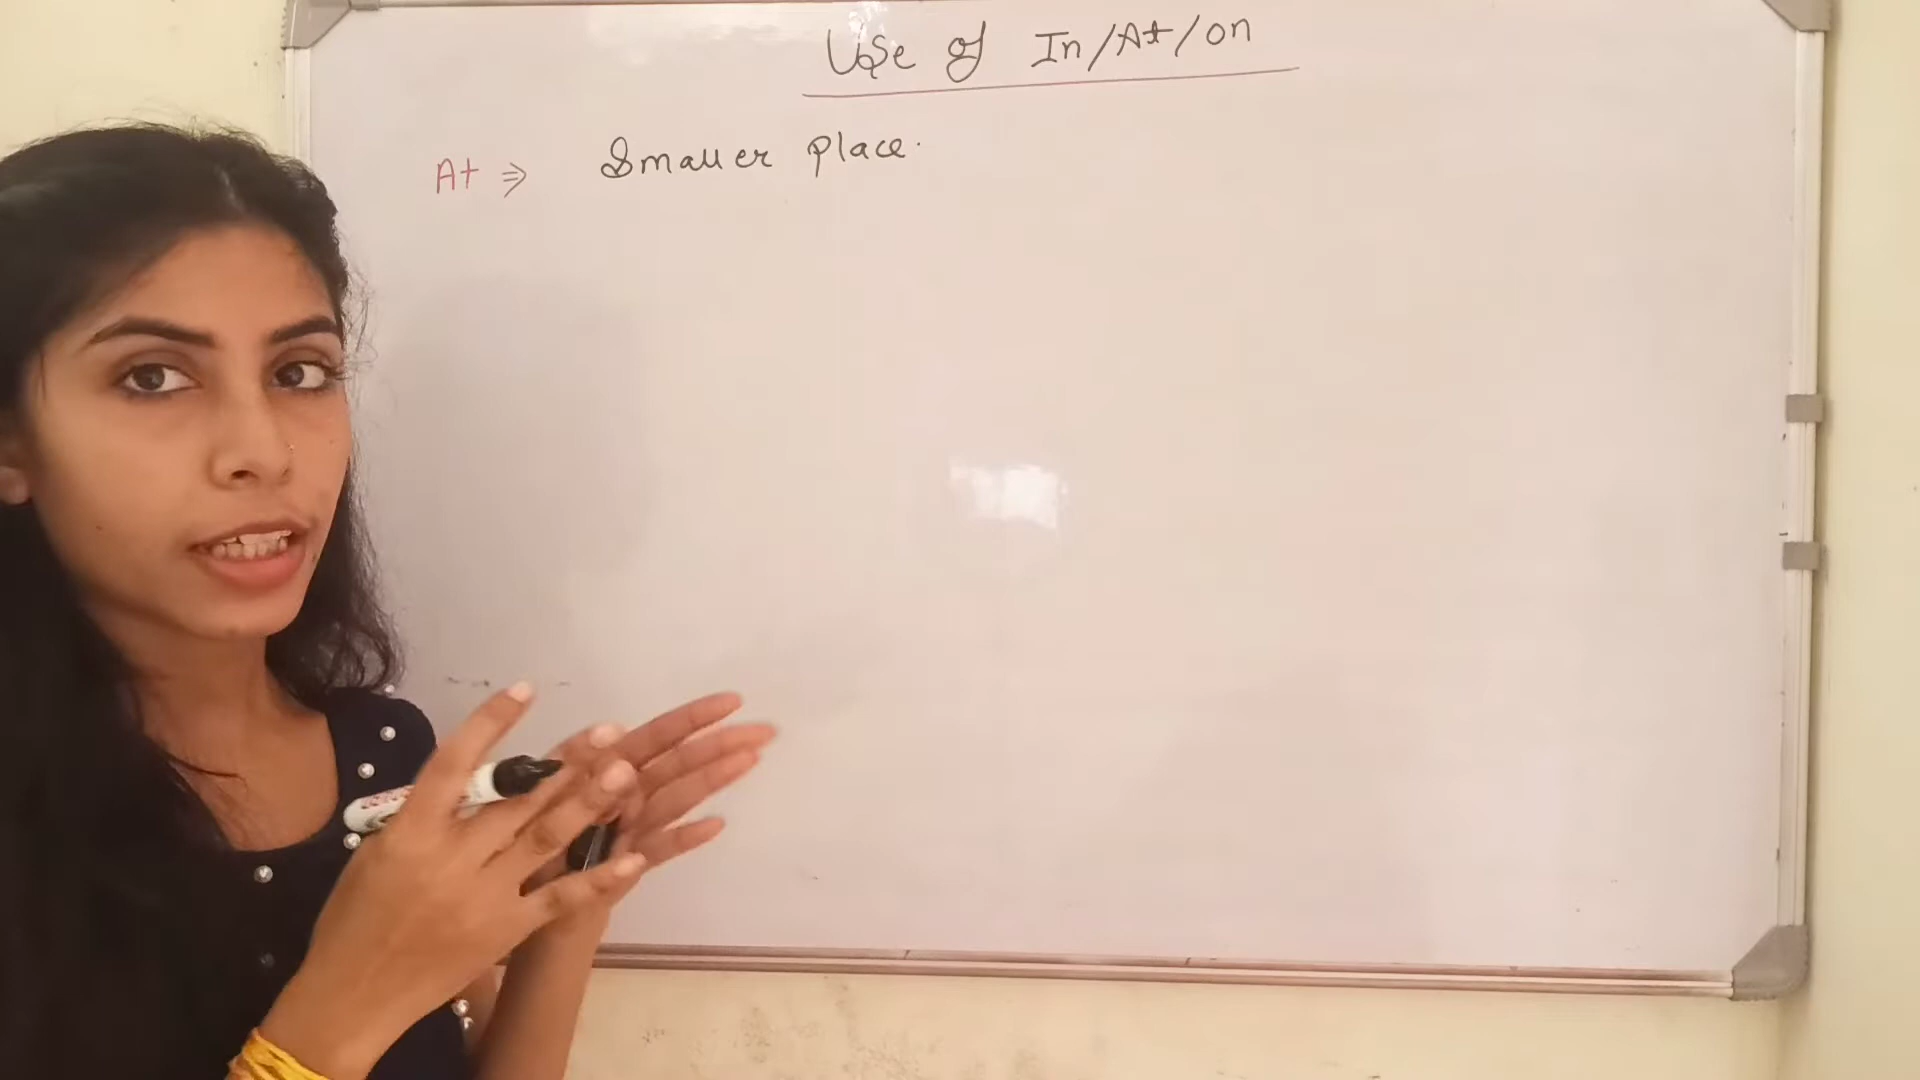 Use of In/At/on
At ⇒ Smaller place.